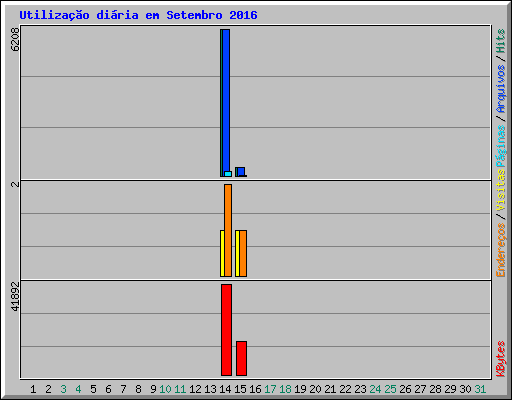 Utilização diária em Setembro 2016
6208
2
41892
Endereços / Visitas Páginas / Arquivos / Hits
KBytes
1 2 3 4 5 6 7 8 9 10 11 12 13 14 15 16 17 18 19 20 21 22 23 24 25 26 27 28 29 30 31